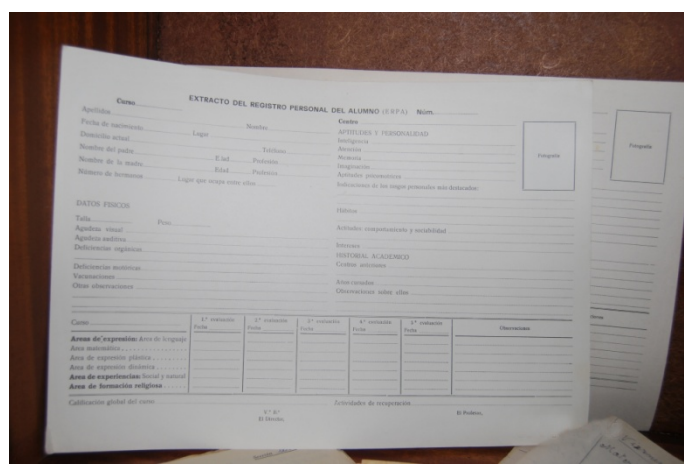 Curso
EXTRACTO DEL REGISTRO PERSONAL DEL ALUMNO (ERPA) Núm.
Apellidos
Nombre
Fecha de nacimiento
Lugar
Domicilio actual
Teléfono
Nombre del padre
Edad
Profesión
Nombre de la madre
Edad
Profesión
Número de hermanos
Lugar que ocupa entre ellos
DATOS FISICOS
Talla
Peso
Agudeza visual
Agudeza auditiva
Deficiencias orgánicas
Deficiencias motóricas
Vacunaciones
Otras observaciones
Centro
APTITUDES Y PERSONALIDAD
Inteligencia
Atención
Memoria
Imaginación
Aptitudes psicomotrices
Indicaciones de los rasgos personales más destacados:
Hábitos
Actitudes comportamiento y sociabilidad
Intereses
HISTORIAL ACADEMICO
Centros anteriores
Años cursados
Observaciones sobre ellos
Fotografía
Fotografía
Curso
1.ª evaluación
2.ª evaluación
3.ª evaluación
4.ª evaluación
5.ª evaluación
Observaciones
Fecha
Fecha
Fecha
Fecha
Fecha
Areas de expresión: Area de lenguaje
Area matemática
Area de expresión plástica
Area de expresión dinámica
Area de experiencias: Social y natural
Area de formación religiosa
Calificación global del curso
Actividades de recuperación
V.º B.º
El Director,
El Profesor,